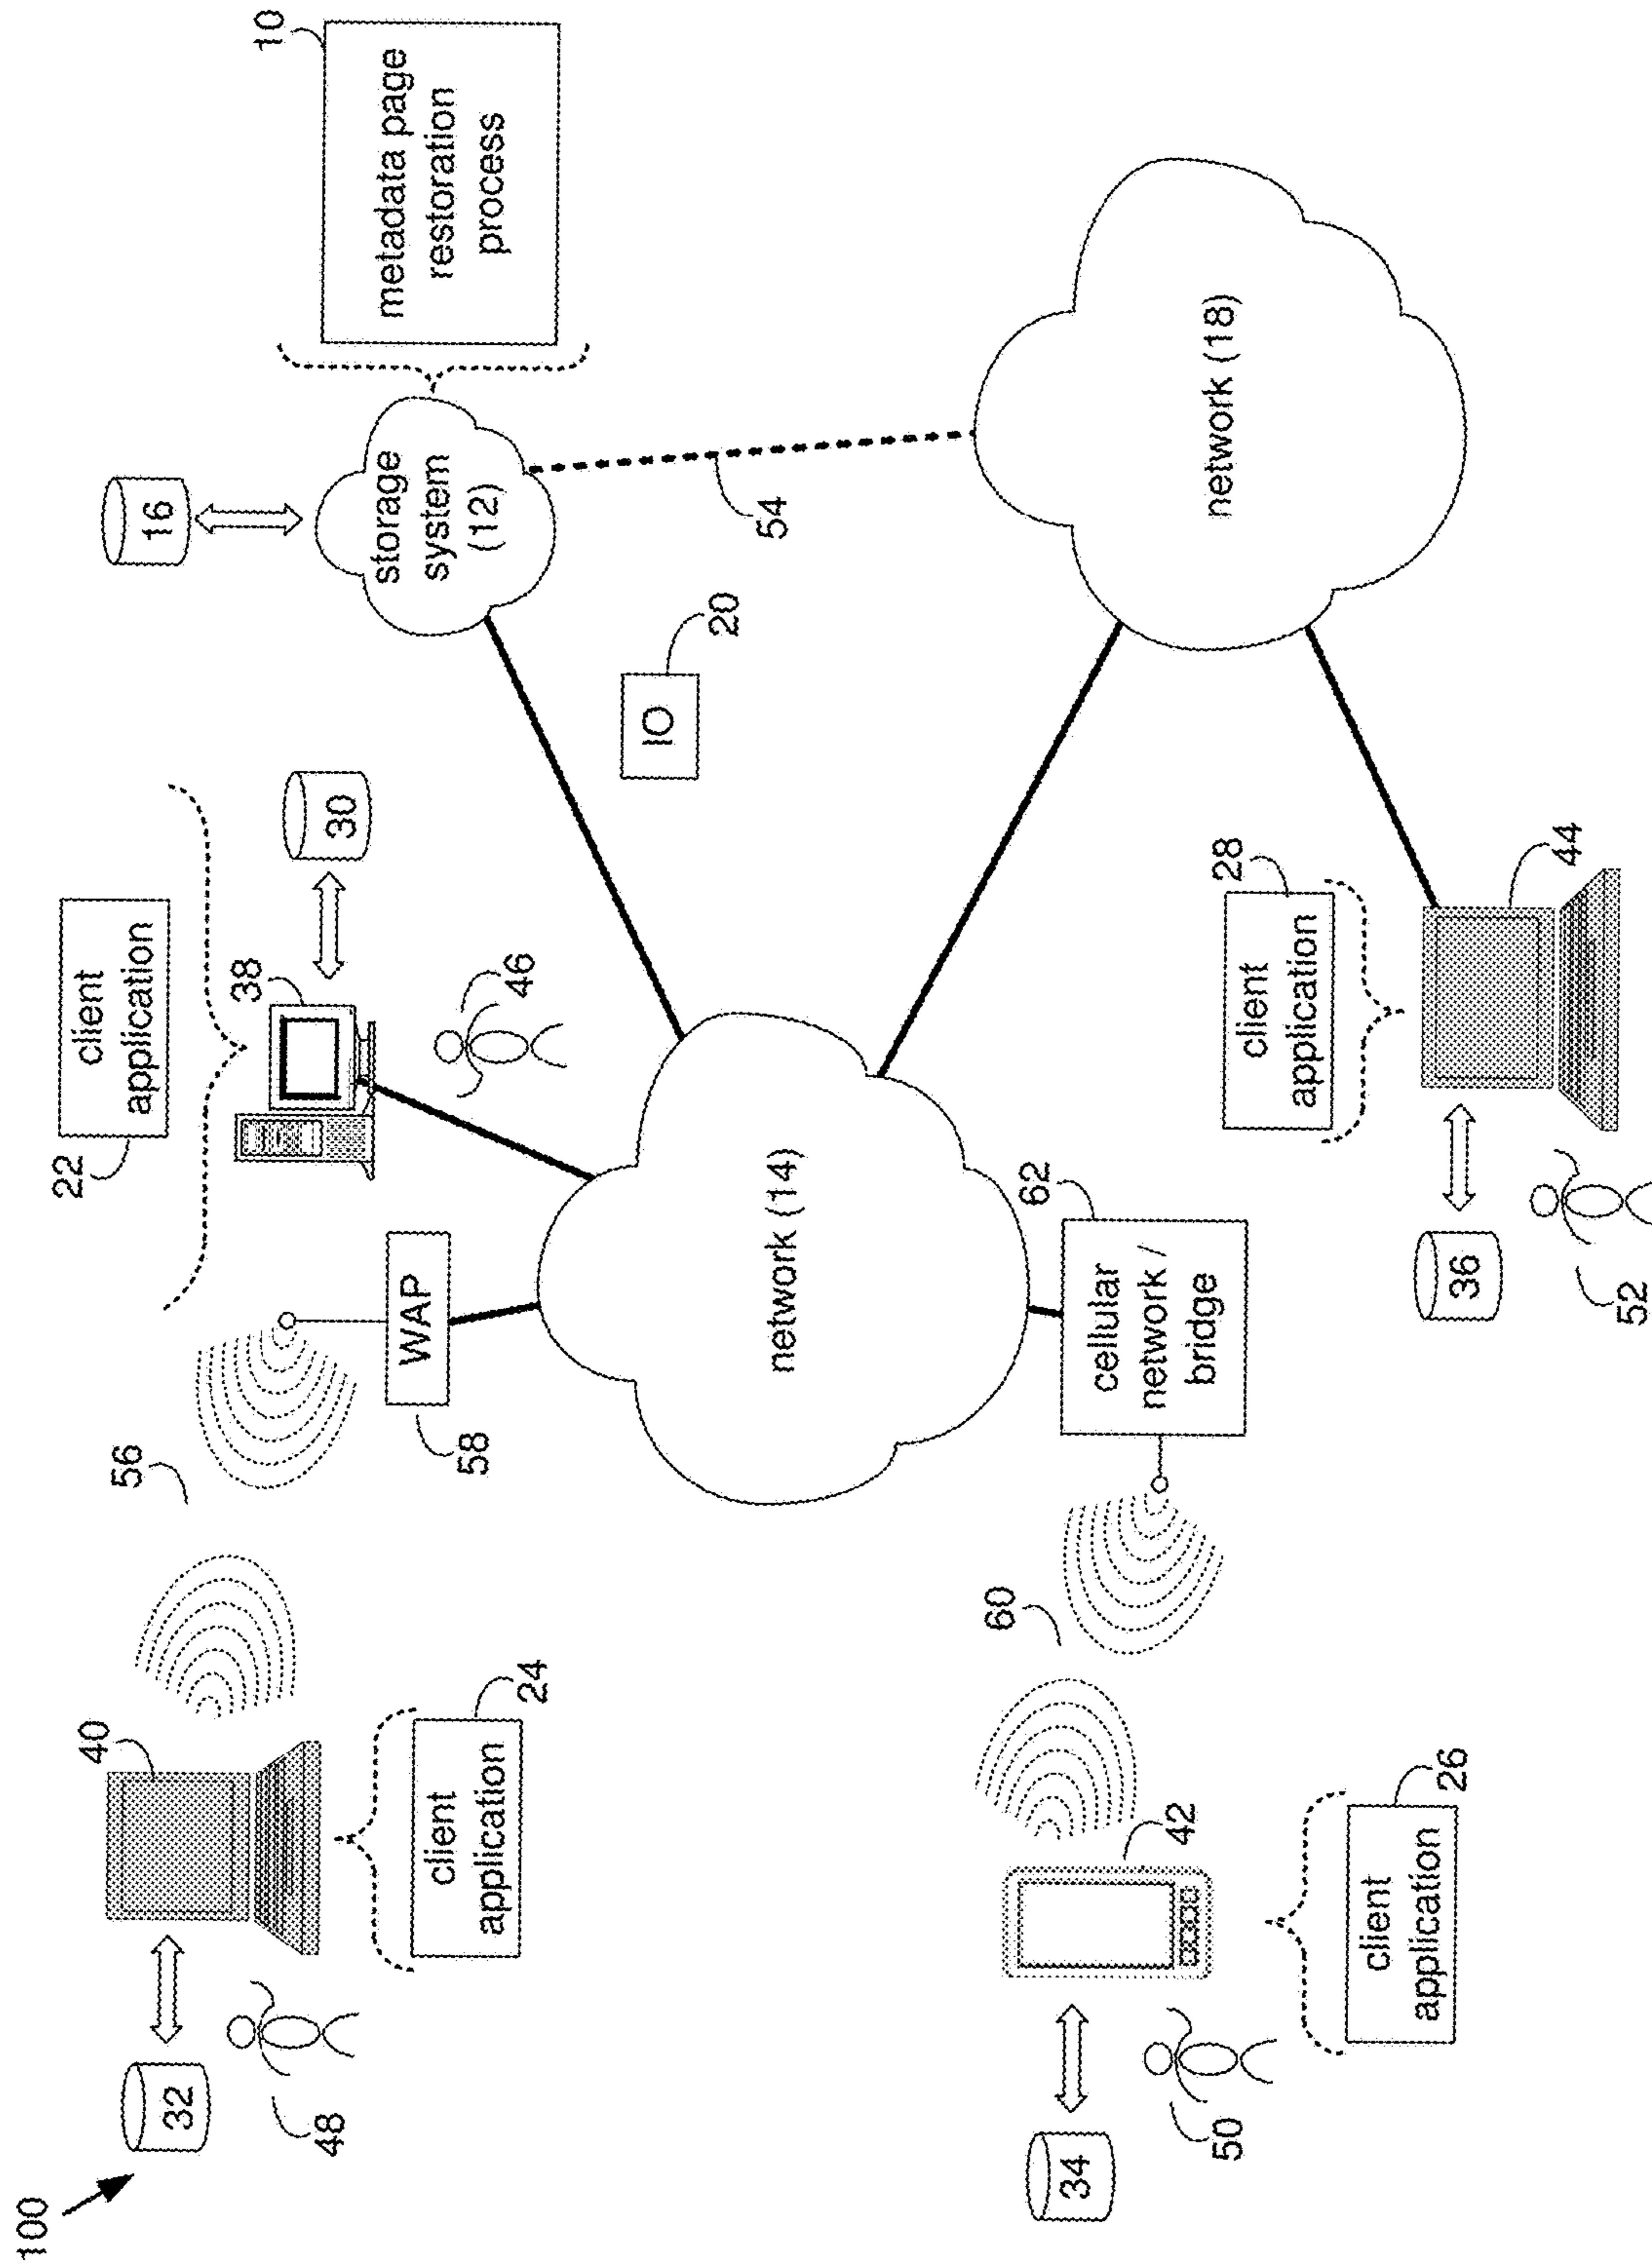 100
32
48
40
client
application
24
56
58
WAP
22
client
application
38
30
46
16
storage
system
(12)
10
metadata page
restoration
process
IO
20
54
network (14)
network (18)
34
50
42
client
application
26
60
62
cellular
network /
bridge
36
52
client
application
28
44